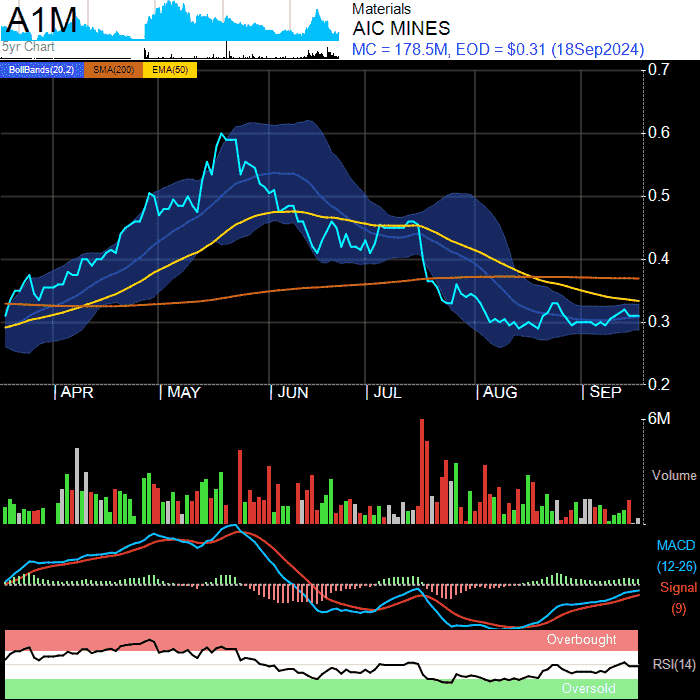 A1M
5yr Chart
Materials
AIC MINES
MC = 178.5M, EOD = $0.31 (18Sep2024)
BollBands(20,2) SMA(200) EMA(50)
0.7
0.6
0.5
0.4
0.3
0.2
APR MAY JUN JUL AUG SEP
6M
Volume
MACD
(12-26)
Signal
(9)
Overbought
RSI(14)
Oversold